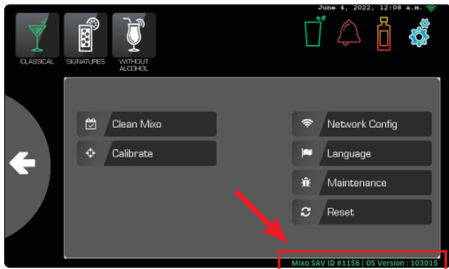 June 4, 2022, 12:08 a.m.
CLASSICAL
SIGNATURES
WITHOUT
ALCOHOL
Clean Mixo
Network Config
Calibrate
Language
Maintenance
Reset
Mixo SAV ID #1156 | OS Version : 103015